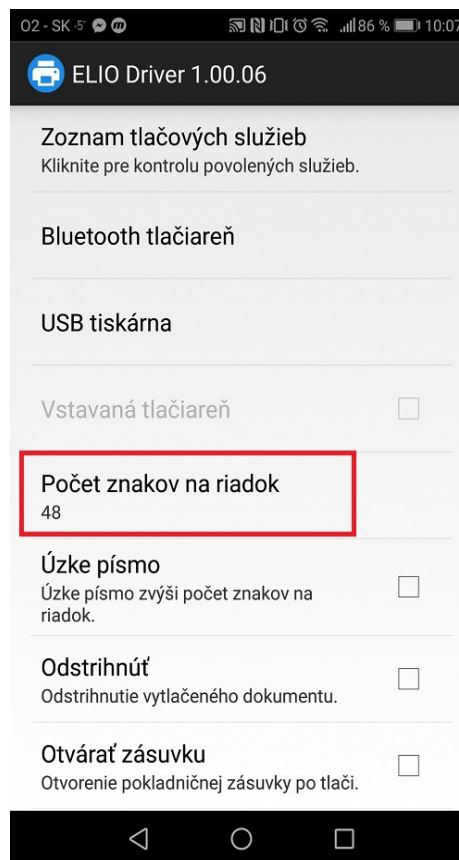 O2 - SK -5° 86 % 10:07
ELIO Driver 1.00.06
Zoznam tlačových služieb
Kliknite pre kontrolu povolených služieb.
Bluetooth tlačiareň
USB tiskárna
Vstavaná tlačiareň
Počet znakov na riadok
48
Úzke písmo
Úzke písmo zvýši počet znakov na
riadok.
Odstrihnúť
Odstrihnutie vytlačeného dokumentu.
Otvárať zásuvku
Otvorenie pokladničnej zásuvky po tlači.